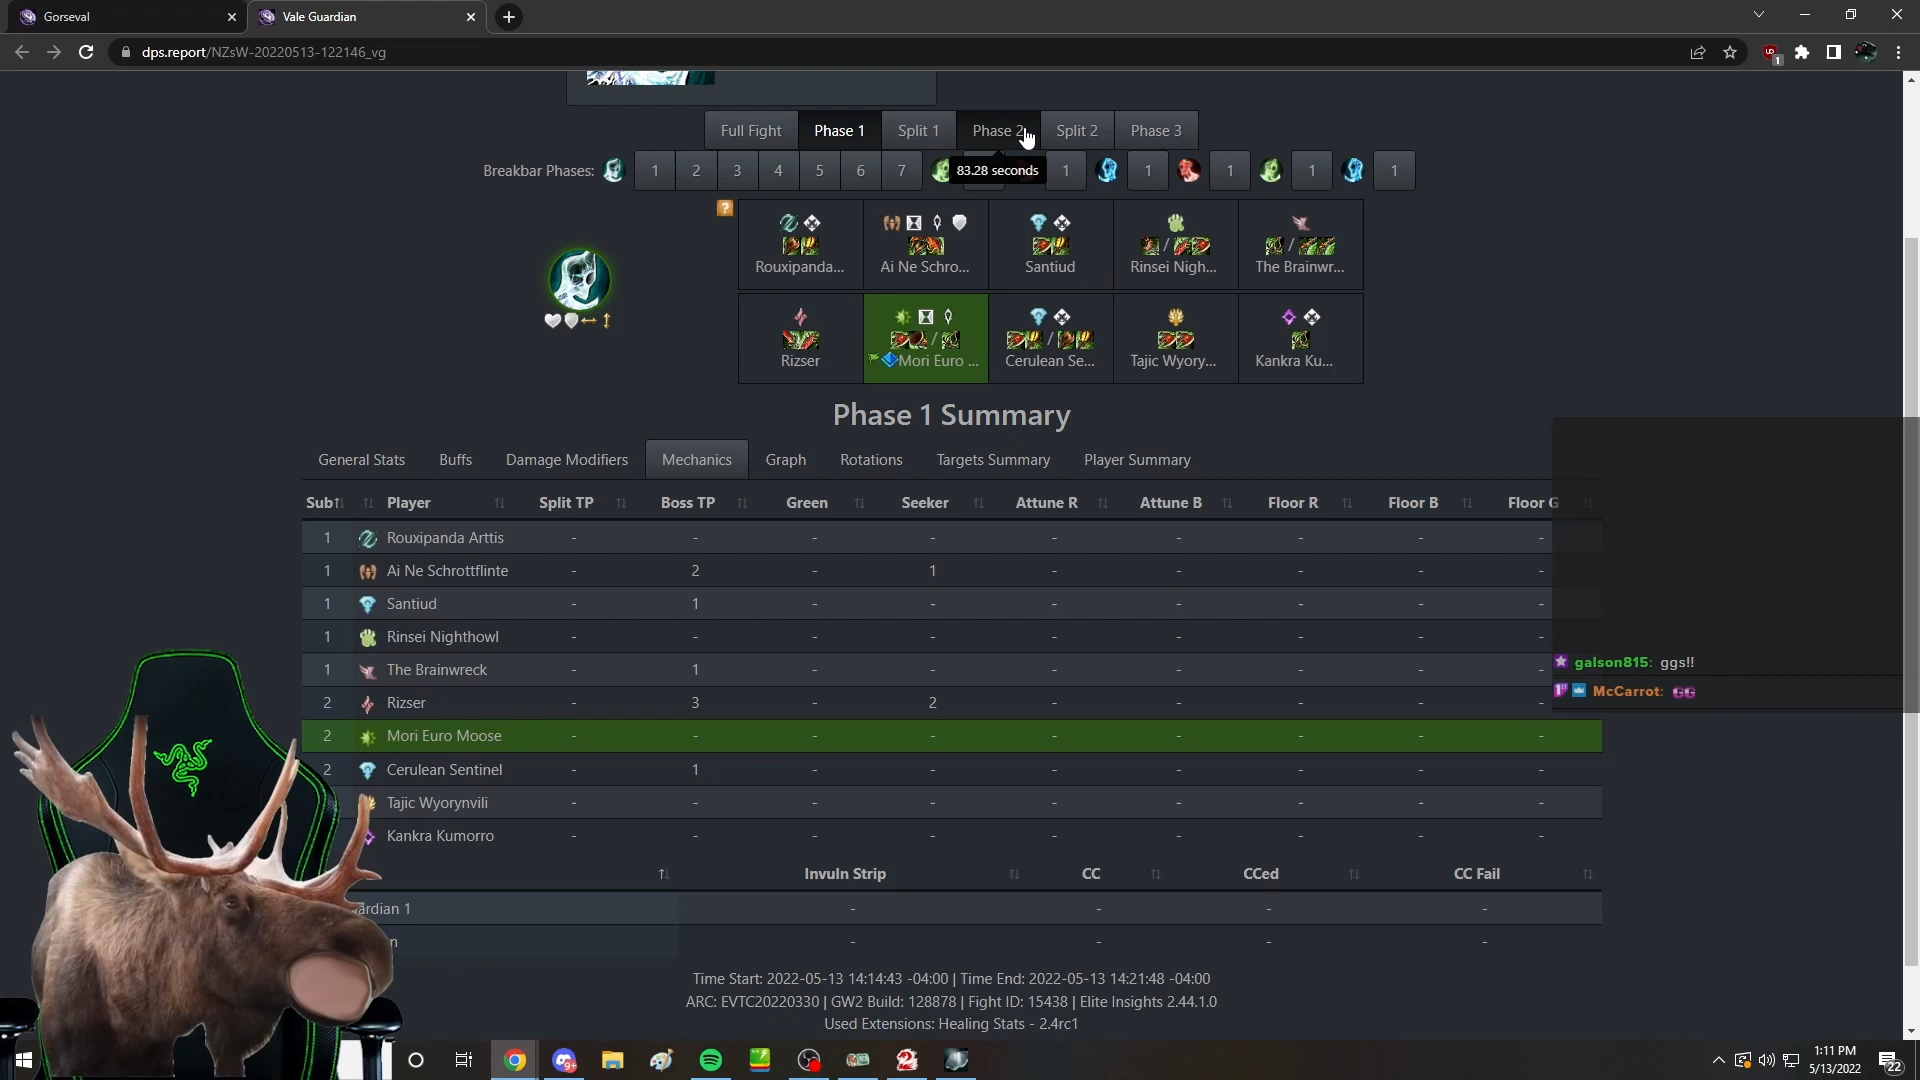 Gorseval
Vale Guardian
dps.report/NZsW-20220513-122146_vg
Full Fight Phase 1 Split 1 Phase 2 Split 2 Phase 3
83.28 seconds
Breakbar Phases: 1 2 3 4 5 6 7 1 1 1 1 1
Rouxipanda... Ai Ne Schro... Santiud Rinsei Nigh... The Brainwr...
Rizser Mori Euro ... Cerulean Se... Tajic Wyory... Kankra Ku...
Phase 1 Summary
General Stats Buffs Damage Modifiers Mechanics Graph Rotations Targets Summary Player Summary
Sub Player Split TP Boss TP Green Seeker Attune R Attune B Floor R Floor B Floor G
1 Rouxipanda Arttis - - - - - - - - -
1 Ai Ne Schrottflinte - 2 - 1 - - - - -
1 Santiud - 1 - - - - - - -
1 Rinsei Nighthowl - - - - - - - - -
1 The Brainwreck - 1 - - - - - - -
2 Rizser - 3 - 2 - - - - -
2 Mori Euro Moose - - - - - - - - -
2 Cerulean Sentinel - 1 - - - - - - -
Tajic Wyorynvili - - - - - - - - -
Kankra Kumorro - - - - - - - - -
Invuln Strip CC CCed CC Fail
ardian 1 - - - -
n - - - -
Time Start: 2022-05-13 14:14:43 -04:00 | Time End: 2022-05-13 14:21:48 -04:00
ARC: EVTC20220330 | GW2 Build: 128878 | Fight ID: 15438 | Elite Insights 2.44.1.0
Used Extensions: Healing Stats - 2.4rc1
galson815: ggs!!
McCarrot: GG
1:11 PM
5/13/2022
22